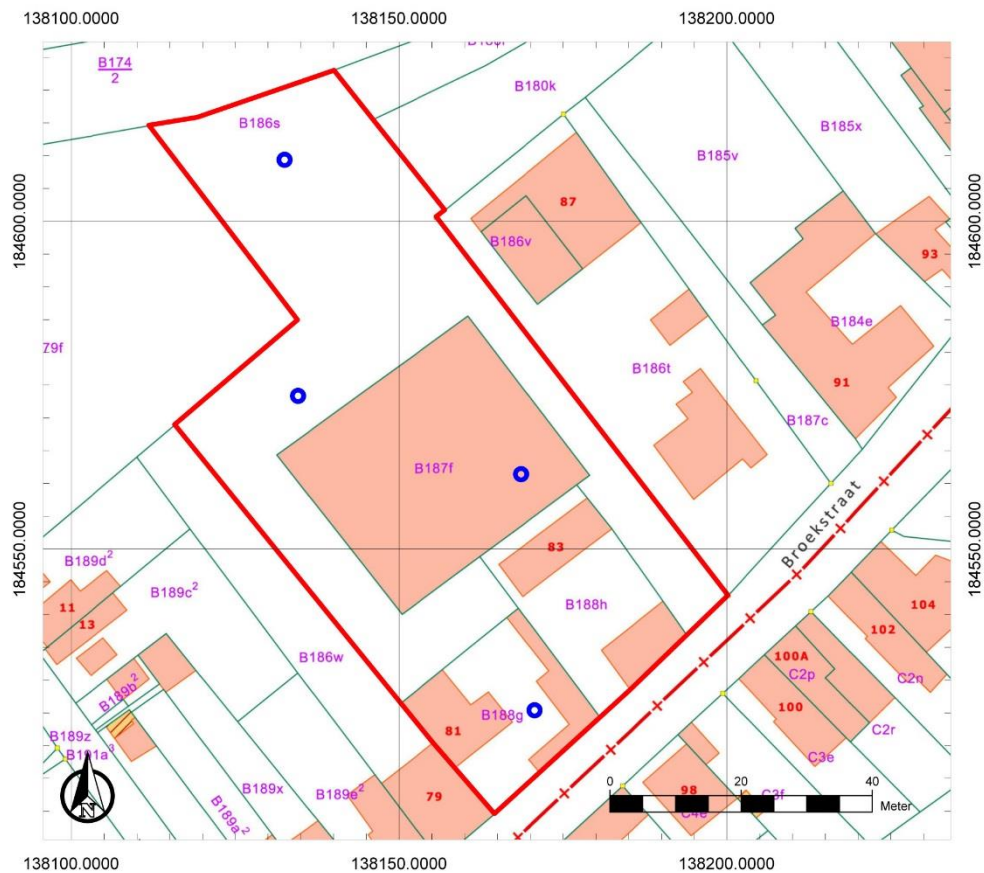 138100.0000 138150.0000 138200.0000
B174
2
B180k
B186s
B185x
B185v
184600.0000
184600.0000
87
B186v
93
B184e
79f
B186t
91
B187c
B187f
Broekstraat
184550.0000
184550.0000
83
B189d²
B189c²
11
13
B188h
104
102
100A
C2p
C2n
B186w
B189b²
100
B188g
B189z
81
C2r
B191a³
C3e
B189x
B189e²
79
98
C3f
C4e
B189a²
0 20 40
Meter
N
138100.0000 138150.0000 138200.0000